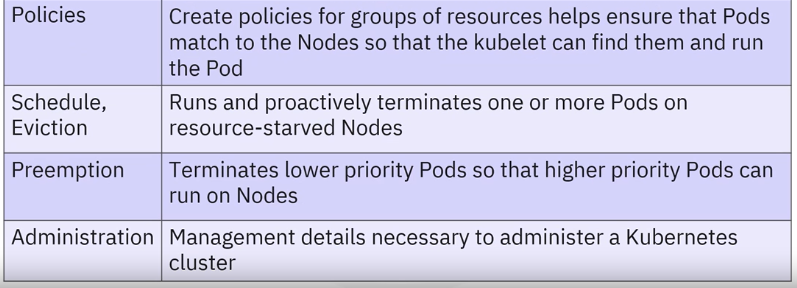 Policies
Create policies for groups of resources helps ensure that Pods
match to the Nodes so that the kubelet can find them and run
the Pod
Schedule,
Eviction
Runs and proactively terminates one or more Pods on
resource-starved Nodes
Preemption
Terminates lower priority Pods so that higher priority Pods can
run on Nodes
Administration
Management details necessary to administer a Kubernetes
cluster